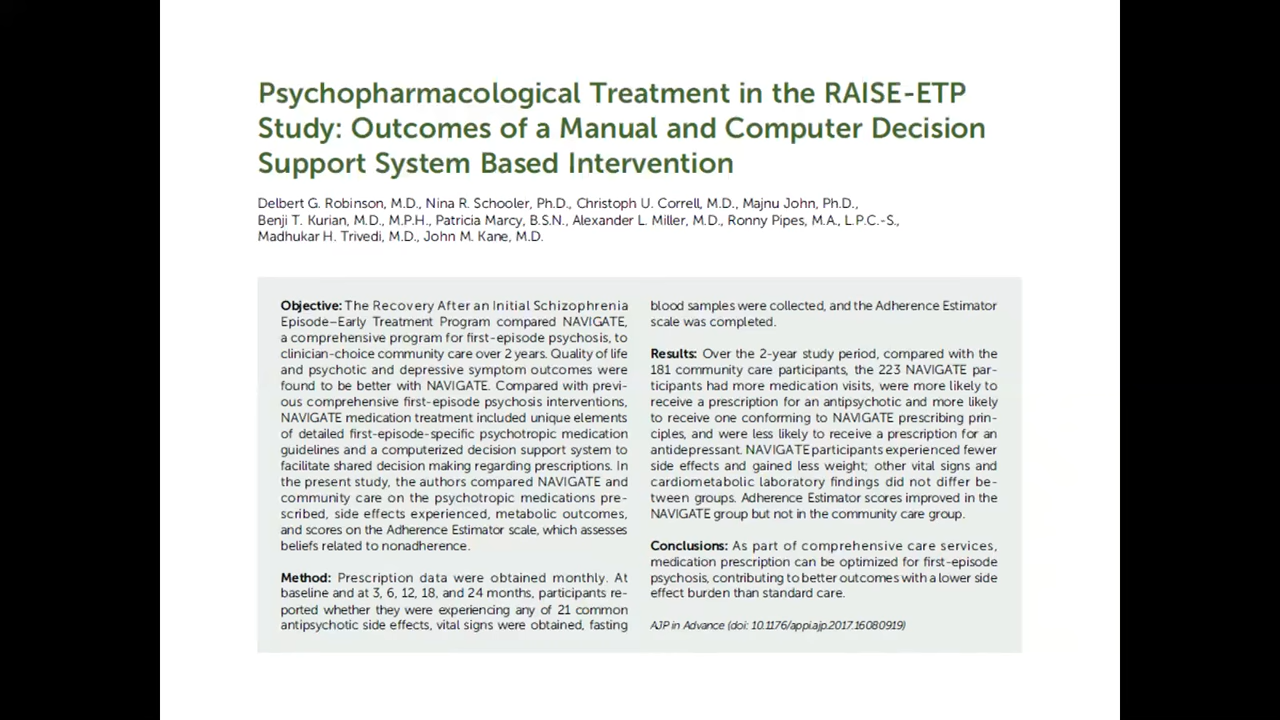 Psychopharmacological Treatment in the RAISE-ETP
Study: Outcomes of a Manual and Computer Decision
Support System Based Intervention
Delbert G. Robinson, M.D., Nina R. Schooler, Ph.D., Christoph U. Correll, M.D., Majnu John, Ph.D.,
Benji T. Kurian, M.D., M.P.H., Patricia Marcy, B.S.N., Alexander L. Miller, M.D., Ronny Pipes, M.A., L.P.C.-S.,
Madhukar H. Trivedi, M.D., John M. Kane, M.D.
Objective: The Recovery After an Initial Schizophrenia
Episode–Early Treatment Program compared NAVIGATE,
a comprehensive program for first-episode psychosis, to
clinician-choice community care over 2 years. Quality of life
and psychotic and depressive symptom outcomes were
found to be better with NAVIGATE. Compared with previ-
ous comprehensive first-episode psychosis interventions,
NAVIGATE medication treatment included unique elements
of detailed first-episode-specific psychotropic medication
guidelines and a computerized decision support system to
facilitate shared decision making regarding prescriptions. In
the present study, the authors compared NAVIGATE and
community care on the psychotropic medications pre-
scribed, side effects experienced, metabolic outcomes,
and scores on the Adherence Estimator scale, which assesses
beliefs related to nonadherence.
Method: Prescription data were obtained monthly. At
baseline and at 3, 6, 12, 18, and 24 months, participants re-
ported whether they were experiencing any of 21 common
antipsychotic side effects, vital signs were obtained, fasting
blood samples were collected, and the Adherence Estimator
scale was completed.
Results: Over the 2-year study period, compared with the
181 community care participants, the 223 NAVIGATE par-
ticipants had more medication visits, were more likely to
receive a prescription for an antipsychotic and more likely
to receive one conforming to NAVIGATE prescribing prin-
ciples, and were less likely to receive a prescription for an
antidepressant. NAVIGATE participants experienced fewer
side effects and gained less weight; other vital signs and
cardiometabolic laboratory findings did not differ be-
tween groups. Adherence Estimator scores improved in the
NAVIGATE group but not in the community care group.
Conclusions: As part of comprehensive care services,
medication prescription can be optimized for first-episode
psychosis, contributing to better outcomes with a lower side
effect burden than standard care.
AJP in Advance (doi: 10.1176/appi.ajp.2017.16080919)